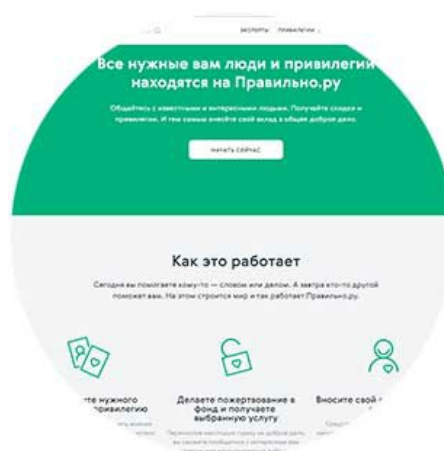 ЭКСПЕРТЫ ПРИВИЛЕГИИ
Все нужные вам люди и привилегии
находятся на Правильно.ру
Общайтесь с известными и интересными людьми. Получайте скидки и
привилегии. И тем самым внесёте свой вклад в общее доброе дело.
НАЧАТЬ СЕЙЧАС
Как это работает
Сегодня вы помогаете кому-то — словом или делом. А завтра кто-то другой
поможет вам. На этом строится мир и так работает Правильно.ру.
нужного
привилегию
Делаете пожертвование в
фонд и получаете
выбранную услугу
Вносите свой